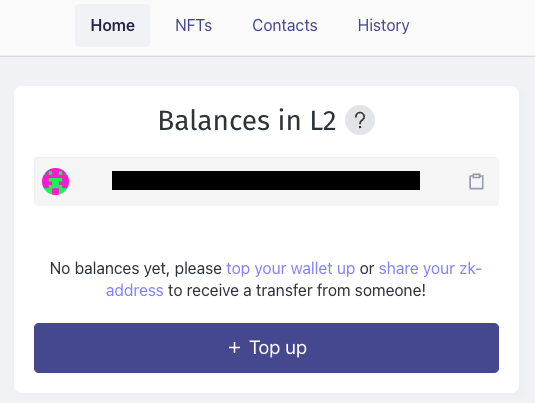 Home NFTs Contacts History
Balances in L2 ?
No balances yet, please top your wallet up or share your zk-
address to receive a transfer from someone!
+ Top up